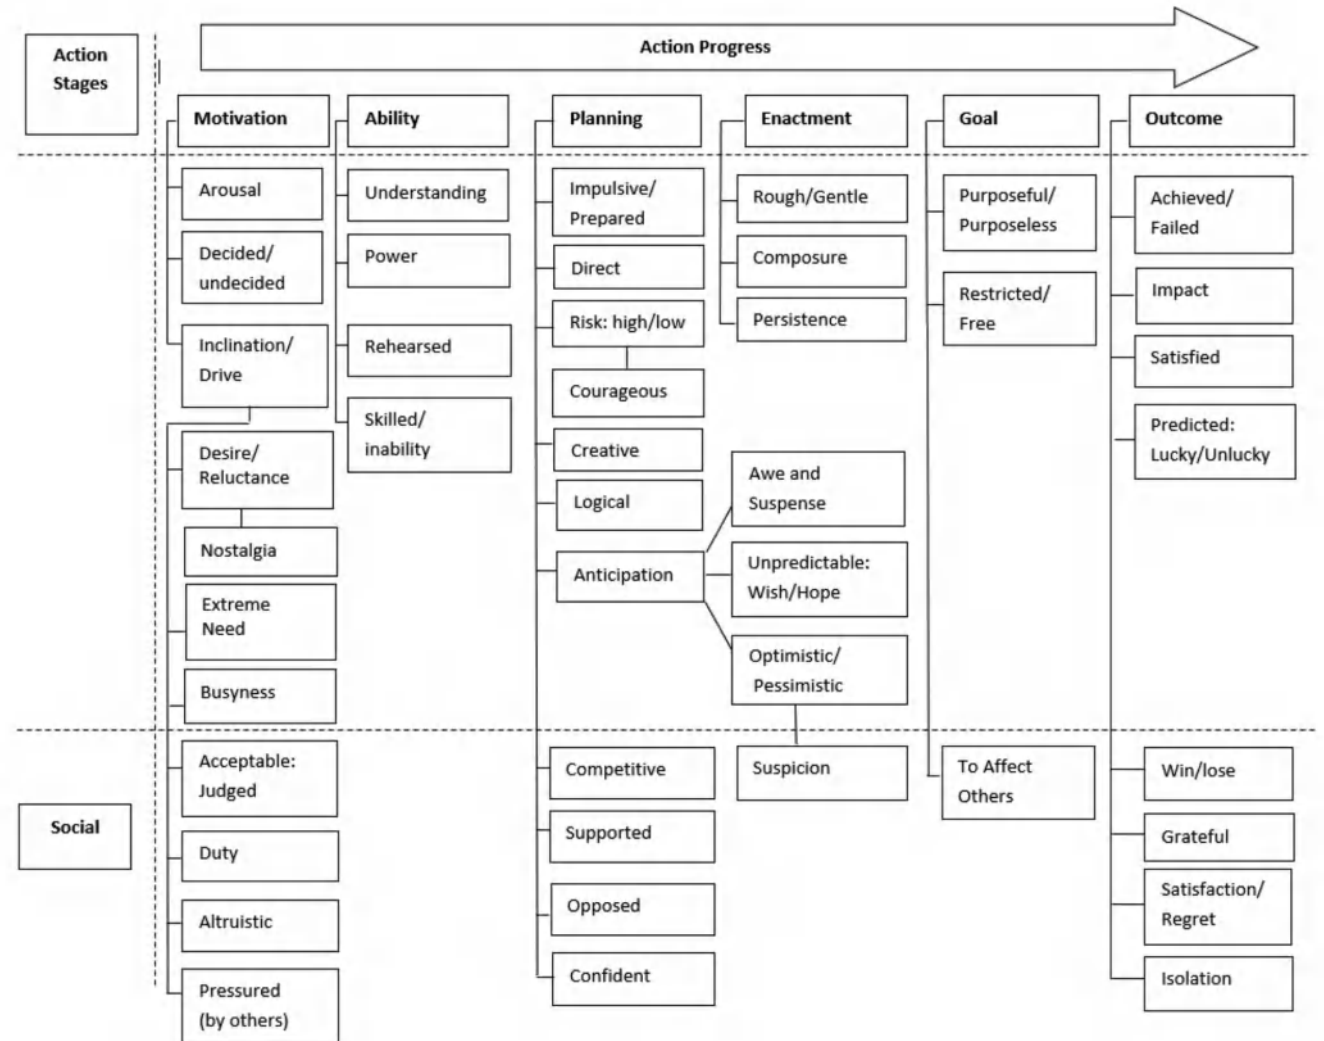 Action
Stages
Action Progress
Motivation
Ability
Planning
Enactment
Goal
Outcome
Arousal
Decided/
undecided
Inclination/
Drive
Desire/
Reluctance
Nostalgia
Extreme
Need
Busyness
Understanding
Power
Rehearsed
Skilled/
inability
Impulsive/
Prepared
Direct
Risk: high/low
Courageous
Creative
Logical
Anticipation
Rough/Gentle
Composure
Persistence
Awe and
Suspense
Unpredictable:
Wish/Hope
Optimistic/
Pessimistic
Purposeful/
Purposeless
Restricted/
Free
Achieved/
Failed
Impact
Satisfied
Predicted:
Lucky/Unlucky
Social
Acceptable:
Judged
Duty
Altruistic
Pressured
(by others)
Competitive
Supported
Opposed
Confident
Suspicion
To Affect
Others
Win/lose
Grateful
Satisfaction/
Regret
Isolation